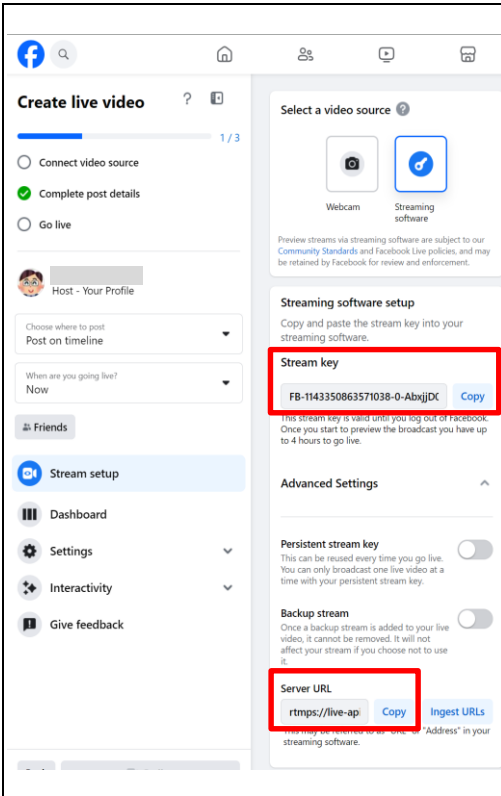 Create live video
?
1 / 3
Connect video source
Complete post details
Go live
Host - Your Profile
Choose where to post
Post on timeline
When are you going live?
Now
Friends
Stream setup
Dashboard
Settings
Interactivity
Give feedback
Select a video source ?
Webcam
Streaming
software
Preview streams via streaming software are subject to our
Community Standards and Facebook Live policies, and may
be retained by Facebook for review and enforcement.
Streaming software setup
Copy and paste the stream key into your
streaming software.
Stream key
FB-1143350863571038-0-AbxjjD
Copy
This stream key is valid until you log out of Facebook.
Once you start to preview the broadcast you have up
to 4 hours to go live.
Advanced Settings
Persistent stream key
This can be reused every time you go live.
You can only broadcast one live video at a
time with your persistent stream key.
Backup stream
Once a backup stream is added to your live
video, it cannot be removed. It will not
affect your stream if you choose not to use
it.
Server URL
rtmps://live-ap
Copy
Ingest URLs
This may be referred to as "URL" or "Address" in your
streaming software.